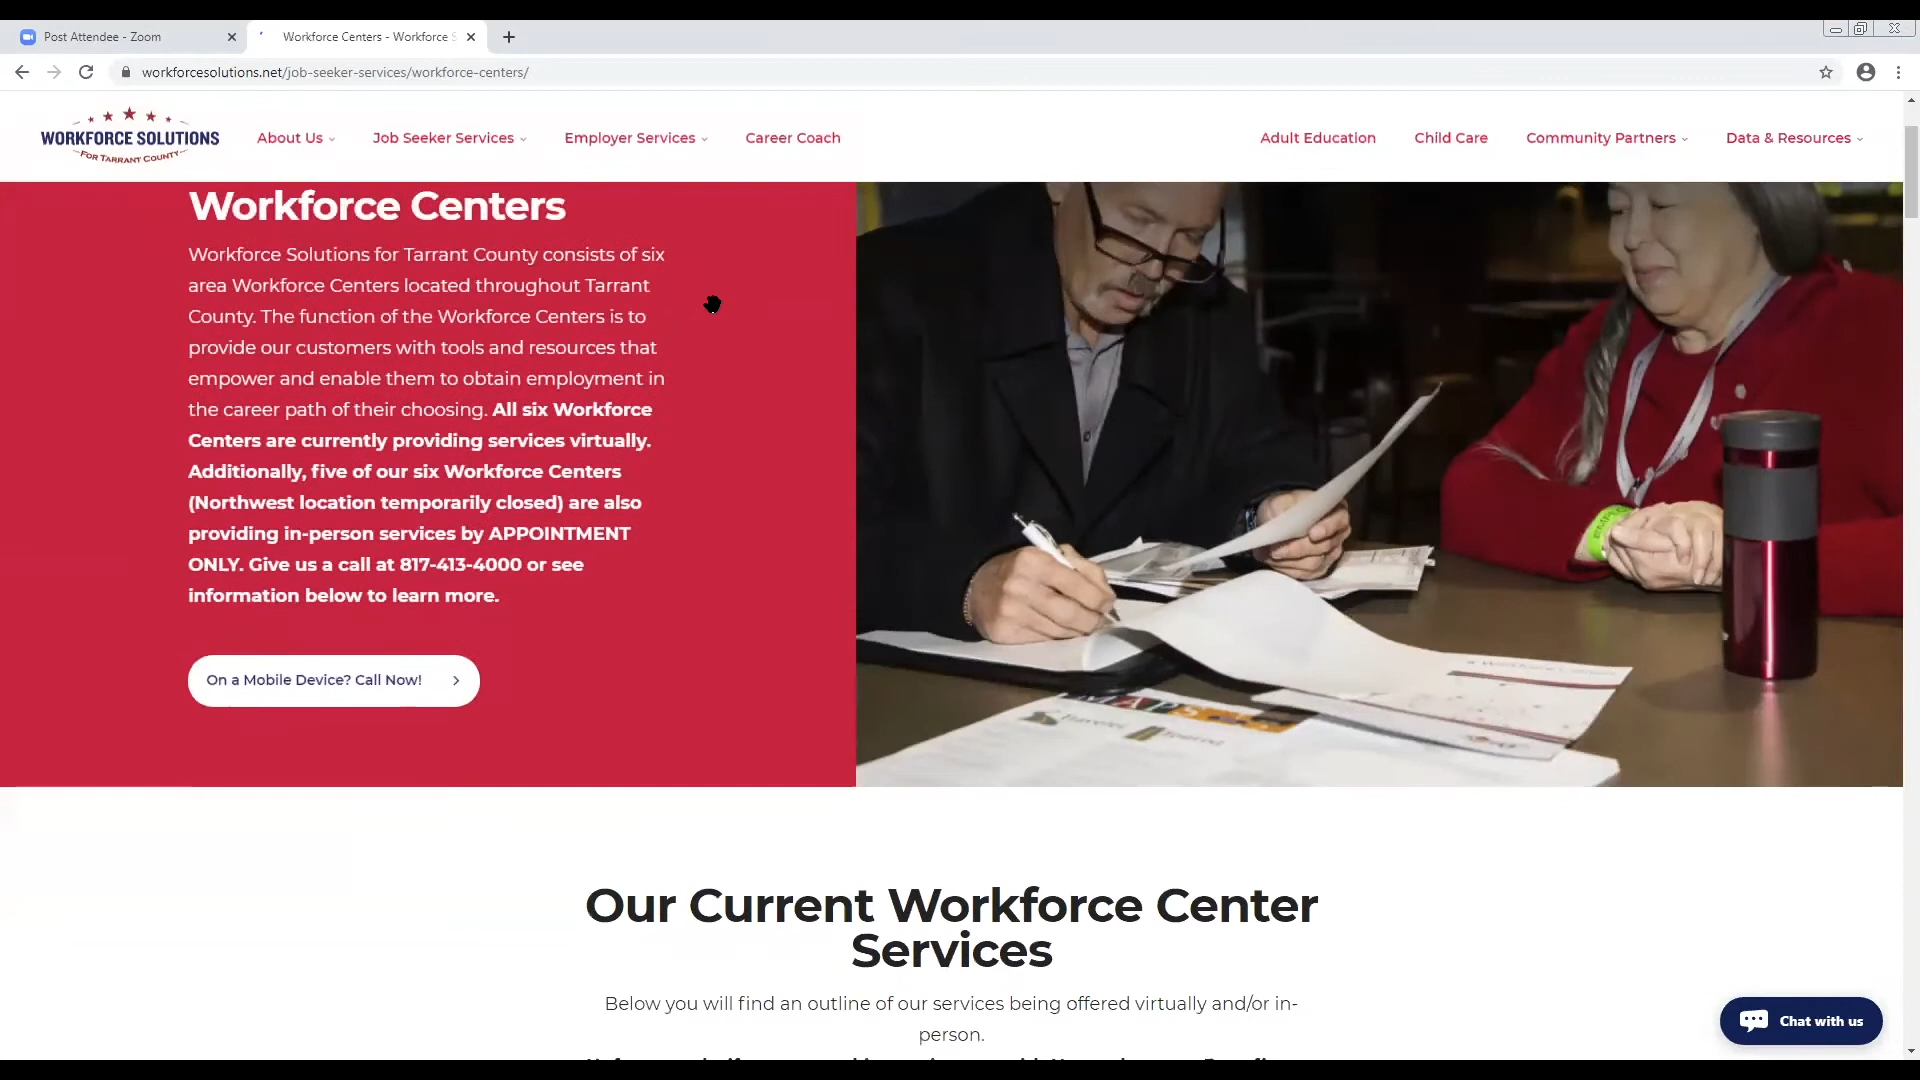 Post Attendee - Zoom
Workforce Centers - Workforce S
workforcesolutions.net/job-seeker-services/workforce-centers/
WORKFORCE SOLUTIONS
FOR TARRANT COUNTY
About Us
Job Seeker Services
Employer Services
Career Coach
Adult Education
Child Care
Community Partners
Data & Resources
Workforce Centers
Workforce Solutions for Tarrant County consists of six
area Workforce Centers located throughout Tarrant
County. The function of the Workforce Centers is to
provide our customers with tools and resources that
empower and enable them to obtain employment in
the career path of their choosing. All six Workforce
Centers are currently providing services virtually.
Additionally, five of our six Workforce Centers
(Northwest location temporarily closed) are also
providing in-person services by APPOINTMENT
ONLY. Give us a call at 817-413-4000 or see
information below to learn more.
On a Mobile Device? Call Now!
Our Current Workforce Center
Services
Below you will find an outline of our services being offered virtually and/or in-
person.
Chat with us